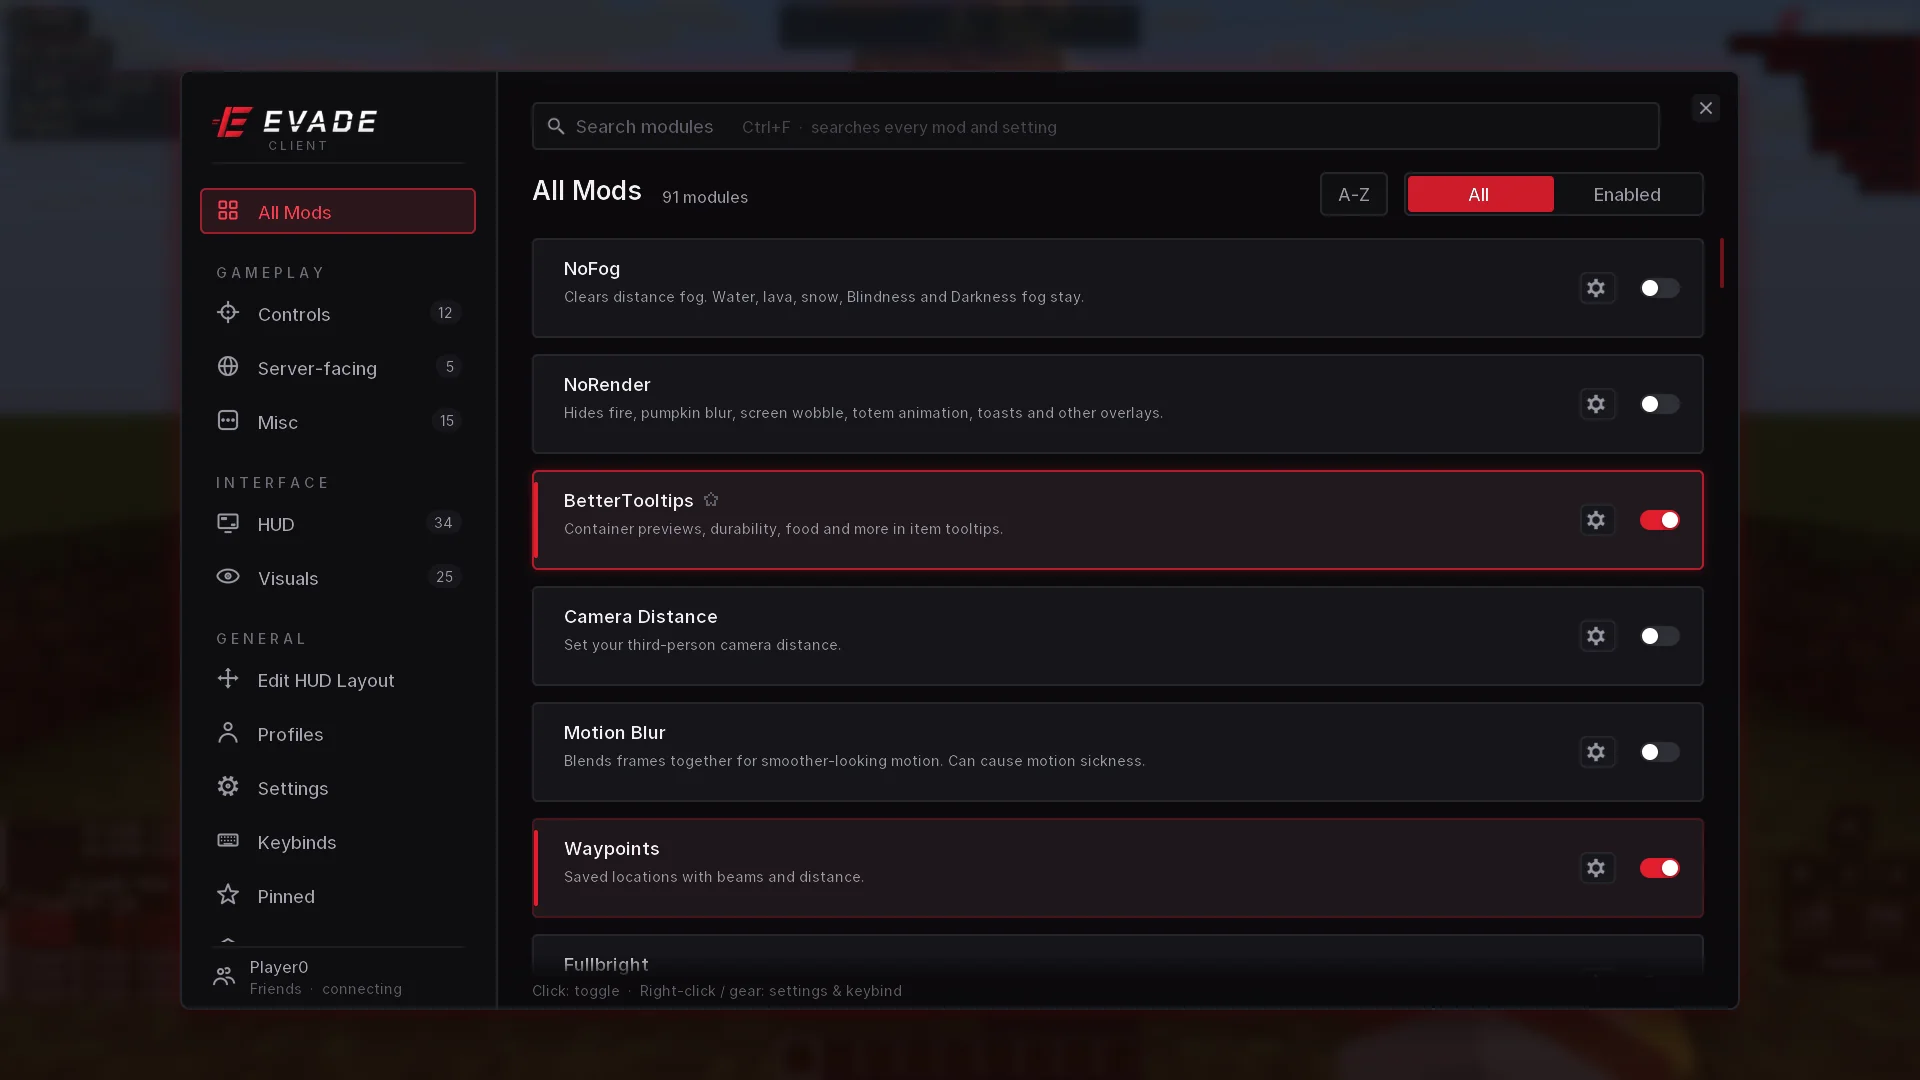 EVADE
CLIENT
Search modules Ctrl+F · searches every mod and setting
All Mods 91 modules
A-Z
All
Enabled
All Mods
GAMEPLAY
Controls 12
Server-facing 5
Misc 15
INTERFACE
HUD 34
Visuals 25
GENERAL
Edit HUD Layout
Profiles
Settings
Keybinds
Pinned
Player0
Friends · connecting
NoFog
Clears distance fog. Water, lava, snow, Blindness and Darkness fog stay.
NoRender
Hides fire, pumpkin blur, screen wobble, totem animation, toasts and other overlays.
BetterTooltips
Container previews, durability, food and more in item tooltips.
Camera Distance
Set your third-person camera distance.
Motion Blur
Blends frames together for smoother-looking motion. Can cause motion sickness.
Waypoints
Saved locations with beams and distance.
Fullbright
Click: toggle · Right-click / gear: settings & keybind